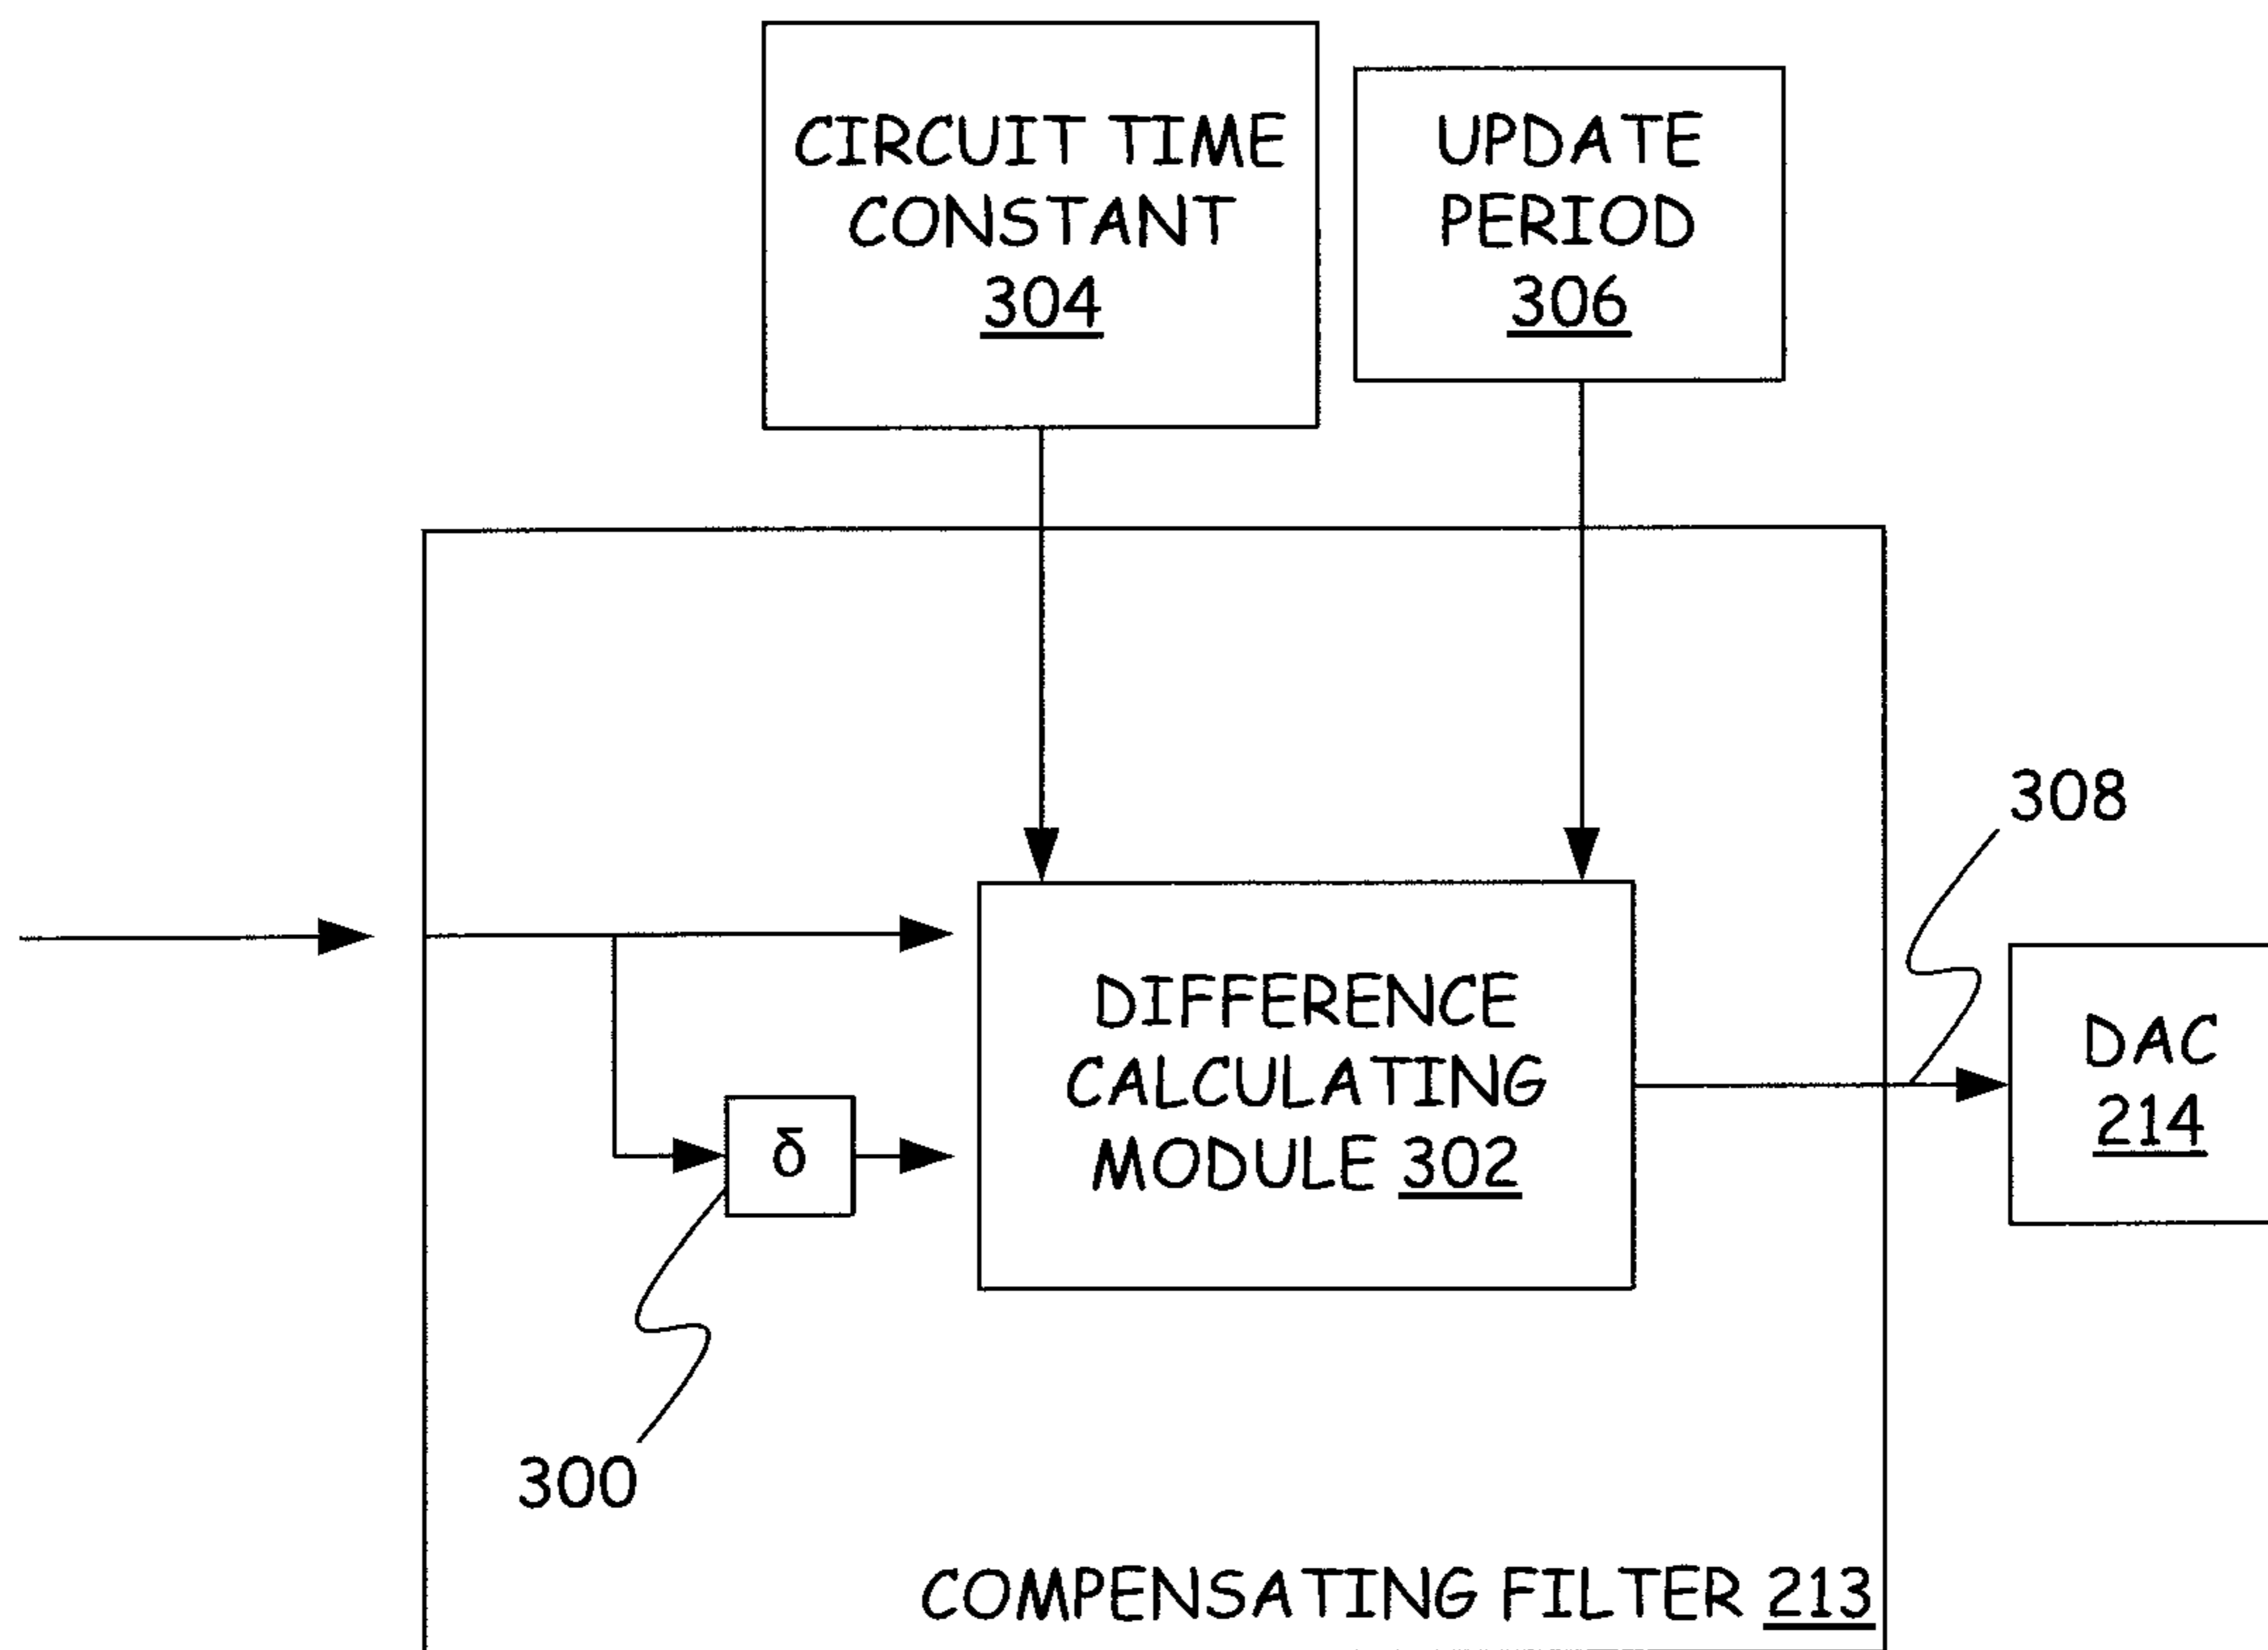 CIRCUIT TIME
CONSTANT
304
UPDATE
PERIOD
306
308
DIFFERENCE
CALCULATING
MODULE 302
DAC
214
δ
300
COMPENSATING FILTER 213